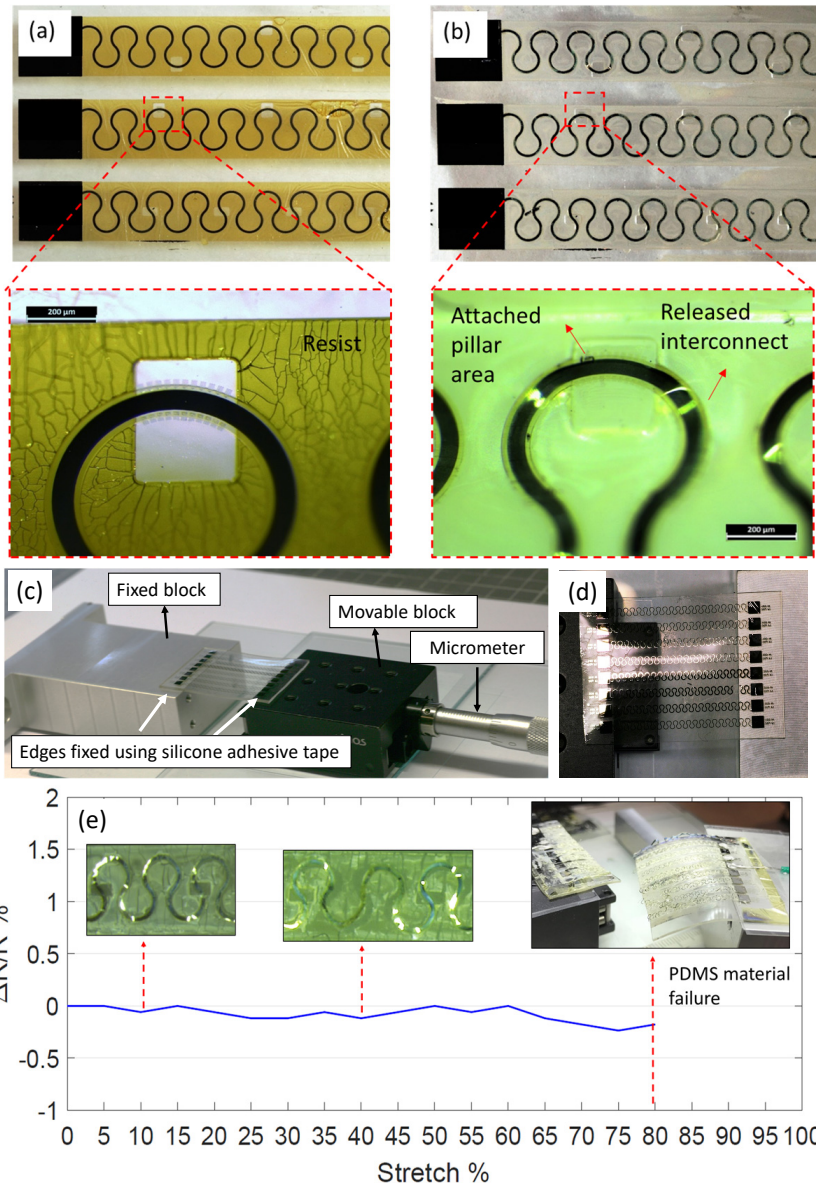 (a)
(b)
200 μm
Resist
Attached
pillar
area
Released
interconnect
200 μm
(c)
Fixed block
Movable block
Micrometer
Edges fixed using silicone adhesive tape
(d)
(e)
2
1.5
1
0.5
0
-0.5
-1
ΔR/R %
PDMS material
failure
0 5 10 15 20 25 30 35 40 45 50 55 60 65 70 75 80 85 90 95 100
Stretch %